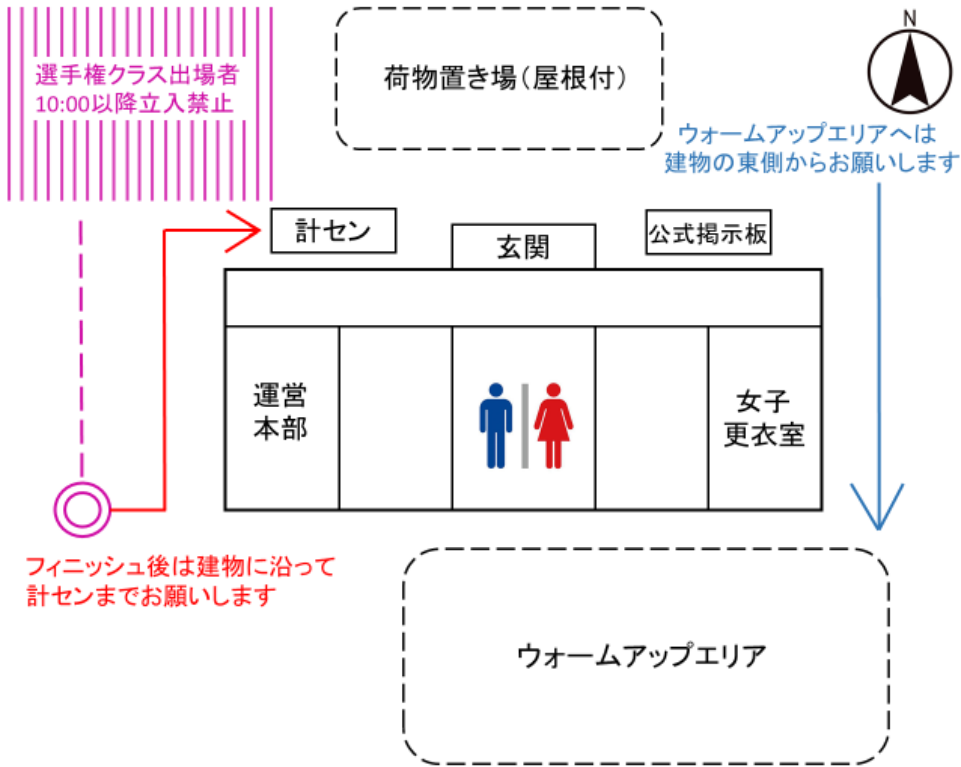 選手権クラス出場者
10:00以降立入禁止
荷物置き場（屋根付）
N
ウォームアップエリアへは
建物の東側からお願いします
計セン
玄関
公式掲示板
運営
本部
女子
更衣室
フィニッシュ後は建物に沿って
計センまでお願いします
ウォームアップエリア